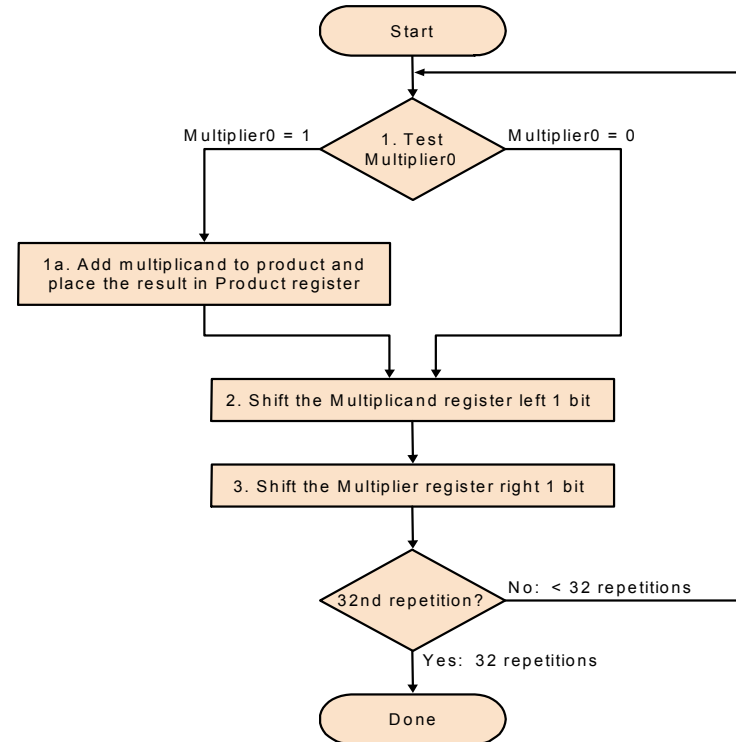 Start
1. Test
Multiplier0
Multiplier0 = 1
Multiplier0 = 0
1a. Add multiplicand to product and
place the result in Product register
2. Shift the Multiplicand register left 1 bit
3. Shift the Multiplier register right 1 bit
32nd repetition?
No: < 32 repetitions
Yes: 32 repetitions
Done